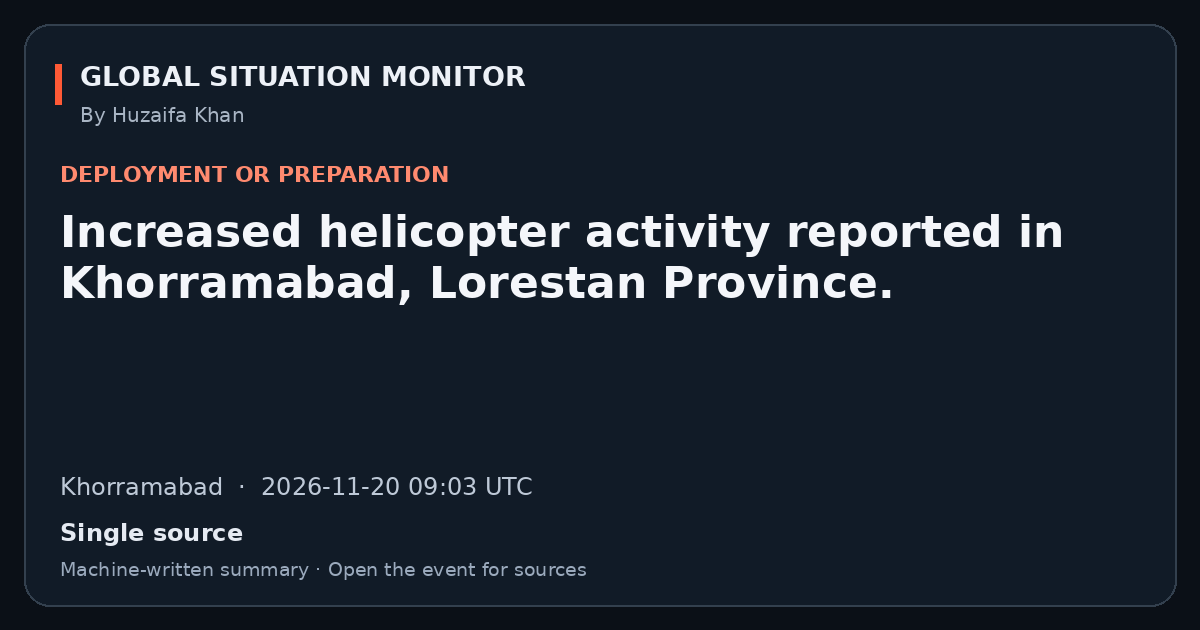 GLOBAL SITUATION MONITOR
By Huzaifa Khan
DEPLOYMENT OR PREPARATION
Increased helicopter activity reported in
Khorramabad, Lorestan Province.
Khorramabad · 2026-11-20 09:03 UTC
Single source
Machine-written summary · Open the event for sources